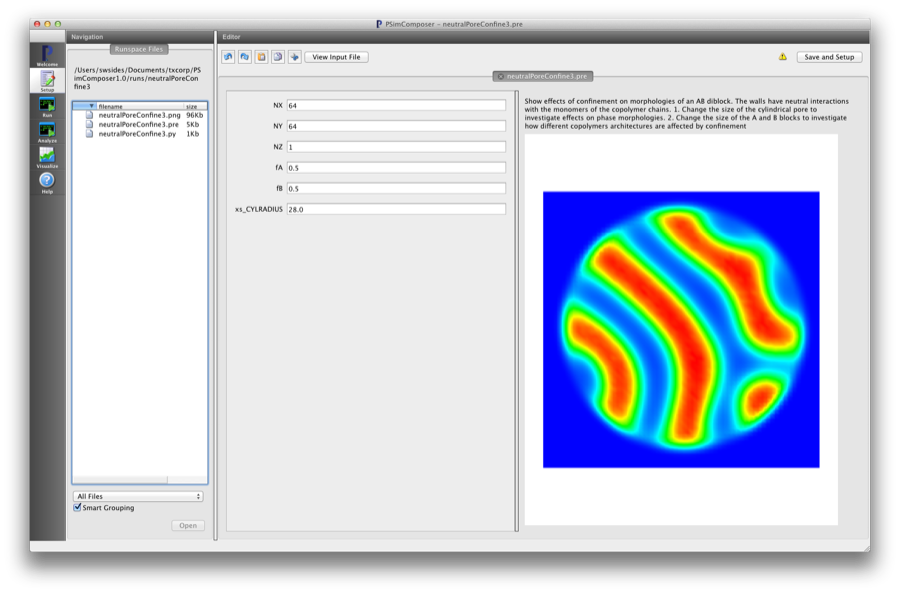 PSimComposer – neutralPoreConfine3.pre
Navigation
Editor
Runspace Files
Welcome
Setup
Run
Analyze
Visualize
Help
/Users/swsides/Documents/txcorp/PS
imComposer1.0/runs/neutralPoreCon
fine3
filename size
neutralPoreConfine3.png 96Kb
neutralPoreConfine3.pre 5Kb
neutralPoreConfine3.py 1Kb
All Files
Smart Grouping
Open
View Input File
Save and Setup
neutralPoreConfine3.pre
NX 64
NY 64
NZ 1
fA 0.5
fB 0.5
xs_CYLRADIUS 28.0
Show effects of confinement on morphologies of an AB diblock. The walls have neutral interactions
with the monomers of the copolymer chains. 1. Change the size of the cylindrical pore to
investigate effects on phase morphologies. 2. Change the size of the A and B blocks to investigate
how different copolymers architectures are affected by confinement